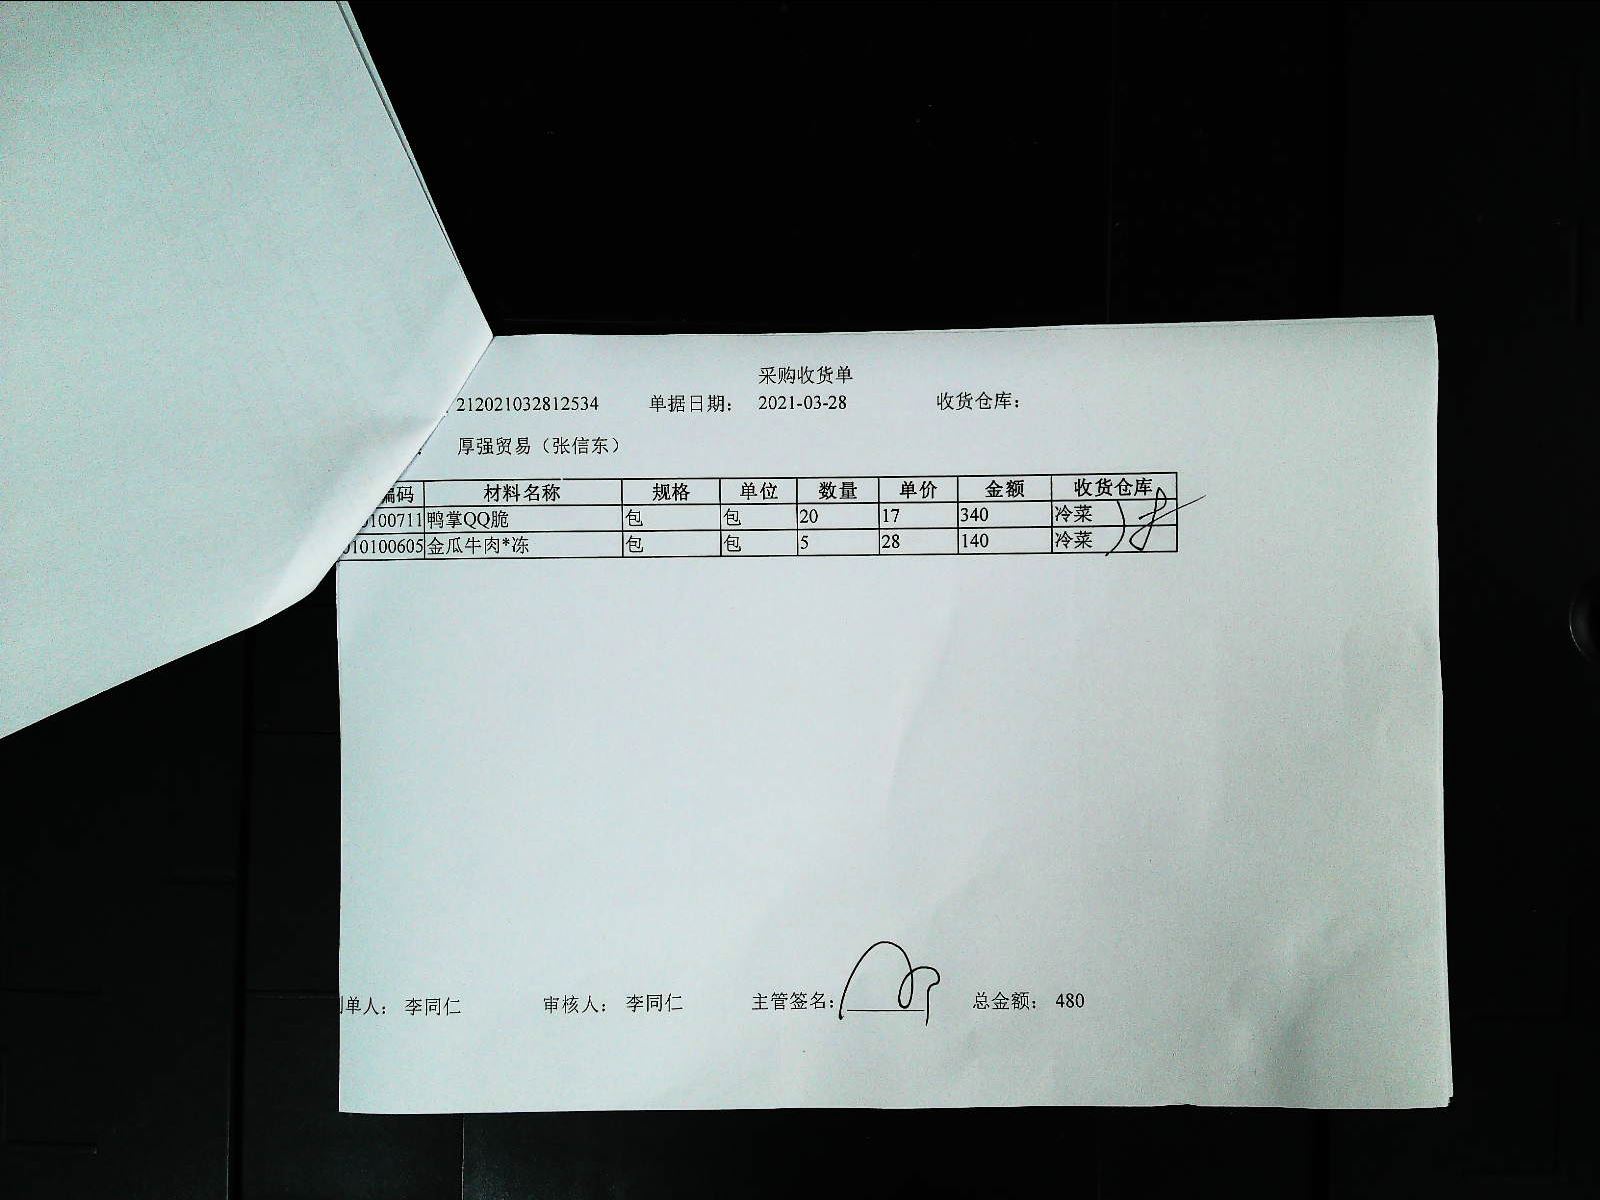 采购收货单
212021032812534 单据日期： 2021-03-28 收货仓库：
厚强贸易（张信东）
编码 材料名称 规格 单位 数量 单价 金额 收货仓库
0100711 鸭掌QQ脆 包 包 20 17 340 冷菜
010100605 金瓜牛肉*冻 包 包 5 28 140 冷菜
单人： 李同仁 审核人： 李同仁 主管签名： 总金额： 480